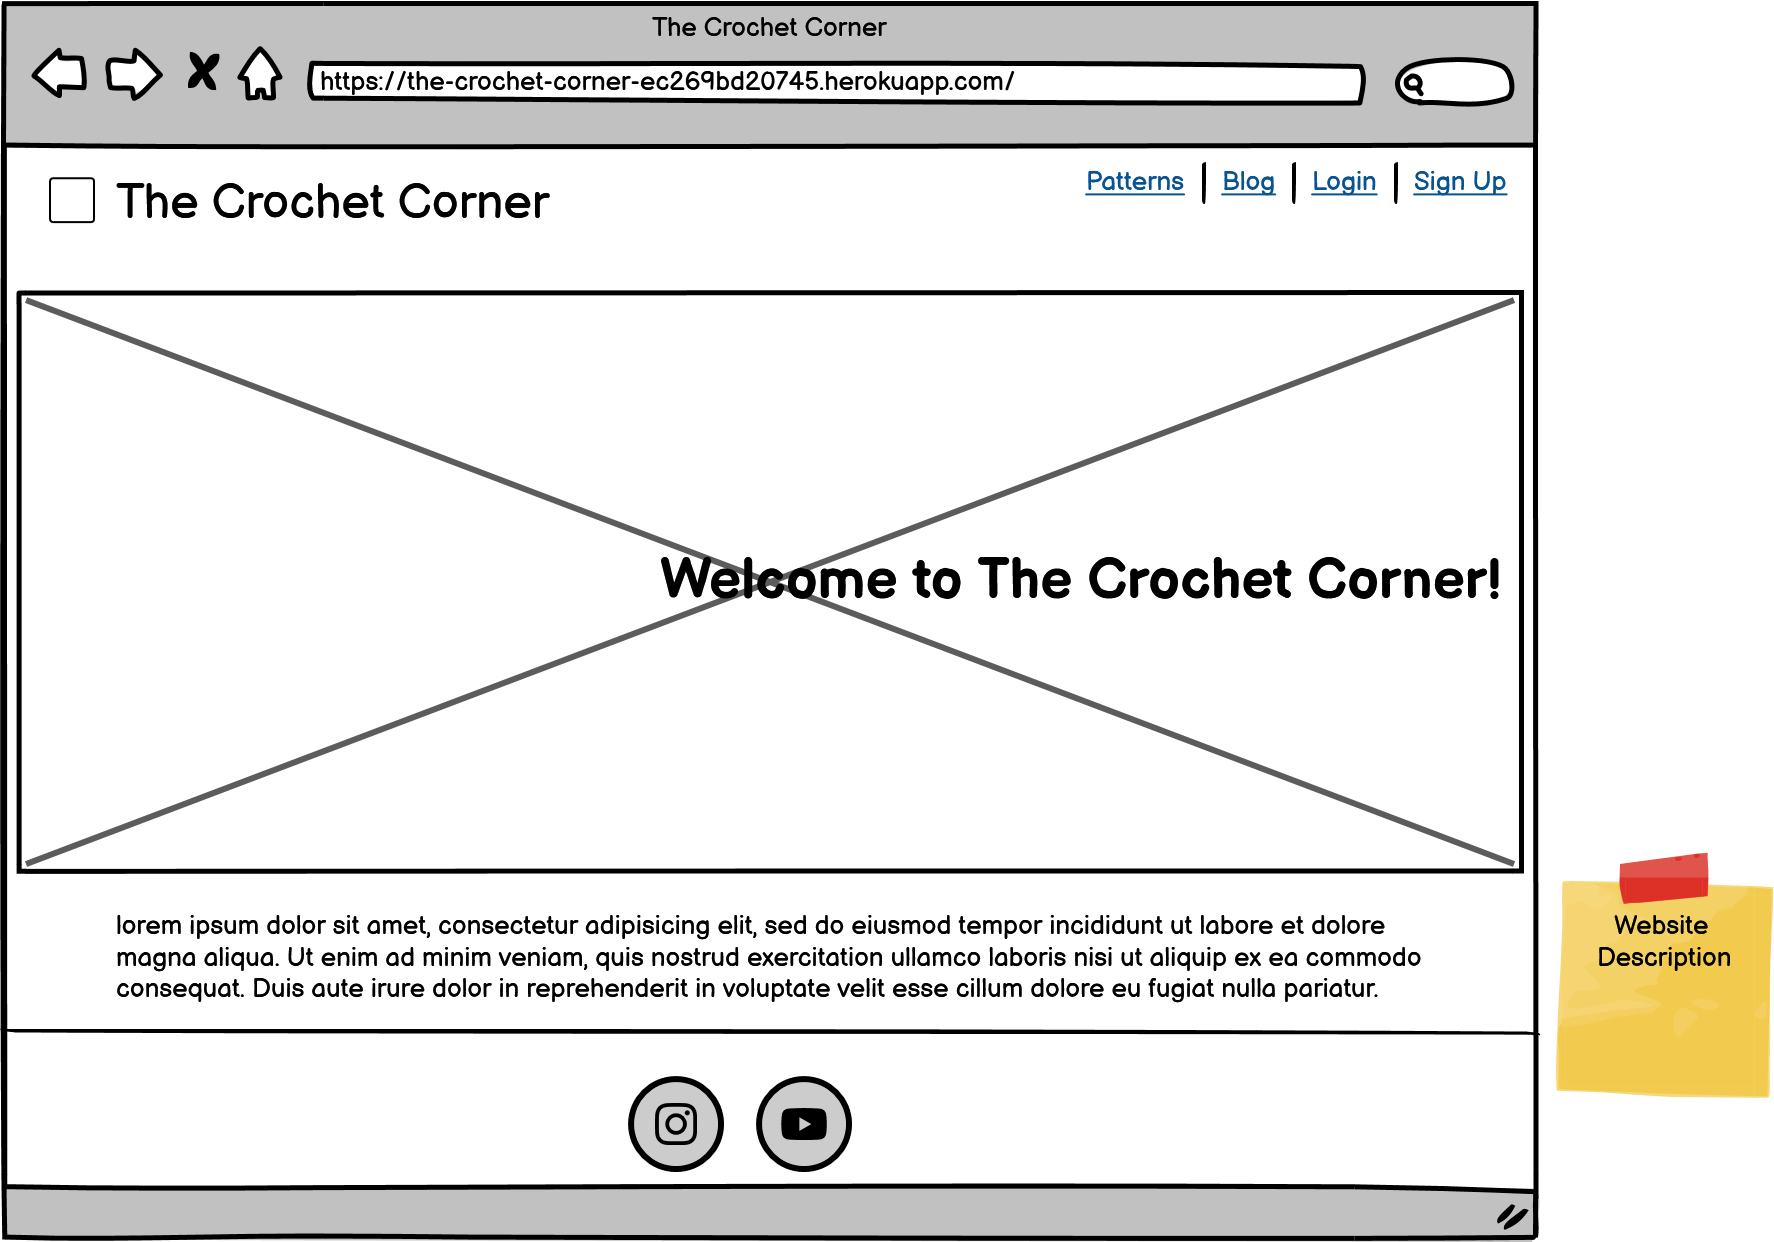 The Crochet Corner
https://the-crochet-corner-ec269bd20745.herokuapp.com/
The Crochet Corner
Patterns | Blog | Login | Sign Up
Welcome to The Crochet Corner!
lorem ipsum dolor sit amet, consectetur adipisicing elit, sed do eiusmod tempor incididunt ut labore et dolore
magna aliqua. Ut enim ad minim veniam, quis nostrud exercitation ullamco laboris nisi ut aliquip ex ea commodo
consequat. Duis aute irure dolor in reprehenderit in voluptate velit esse cillum dolore eu fugiat nulla pariatur.
Website
Description